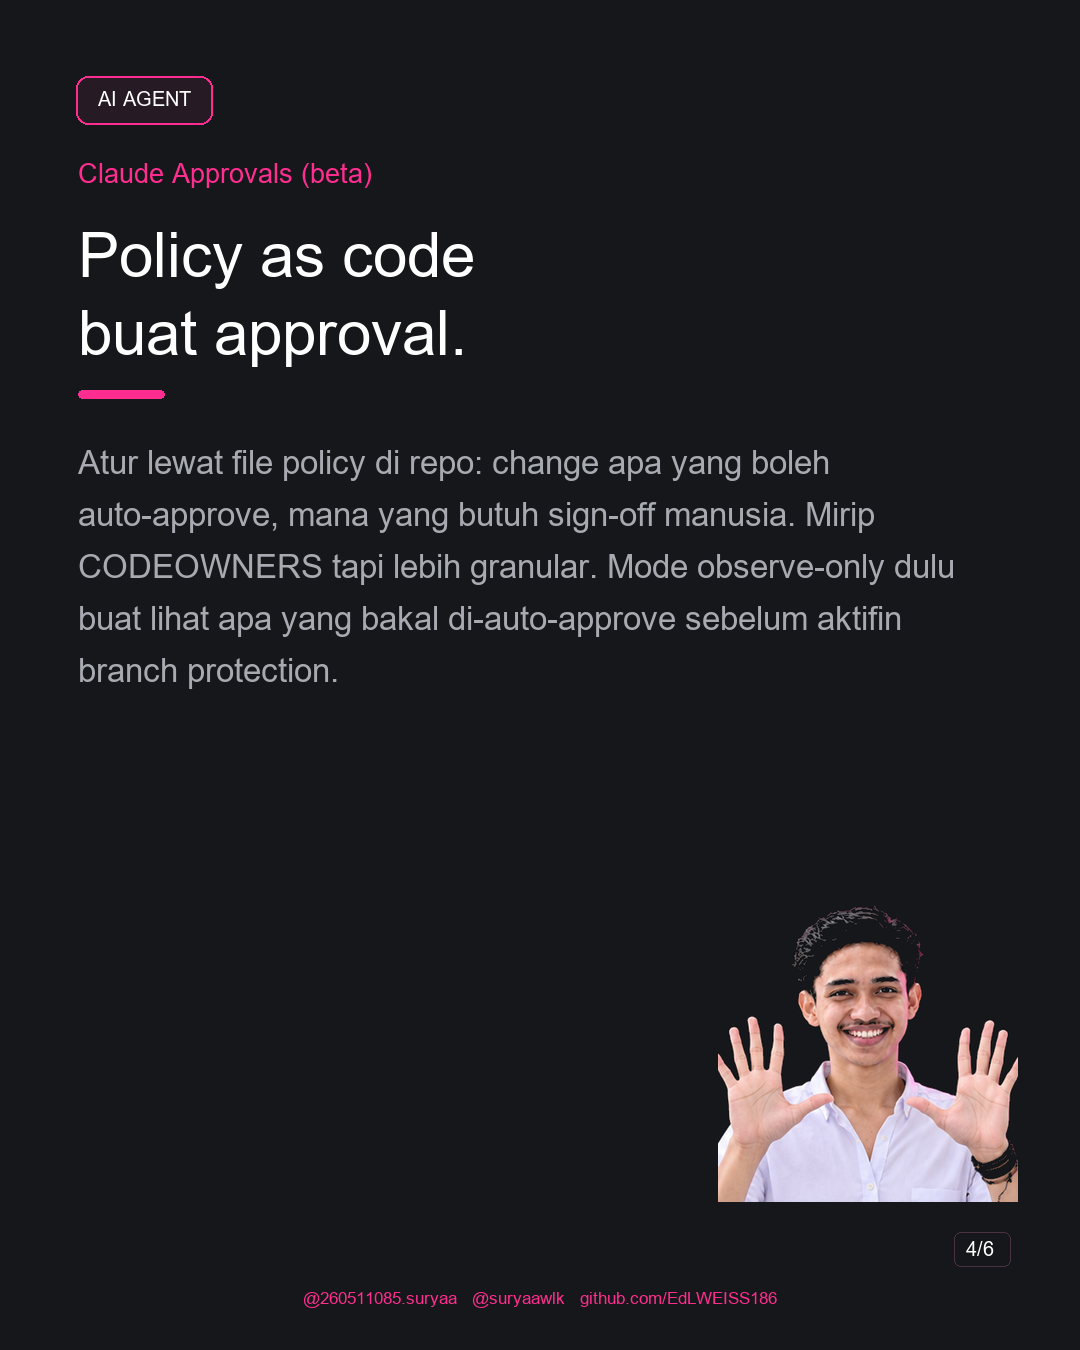 AI AGENT
Claude Approvals (beta)
Policy as code
buat approval.
Atur lewat file policy di repo: change apa yang boleh
auto-approve, mana yang butuh sign-off manusia. Mirip
CODEOWNERS tapi lebih granular. Mode observe-only dulu
buat lihat apa yang bakal di-auto-approve sebelum aktifin
branch protection.
4/6
@260511085.suryaa @suryaawlk github.com/EdLWEISS186